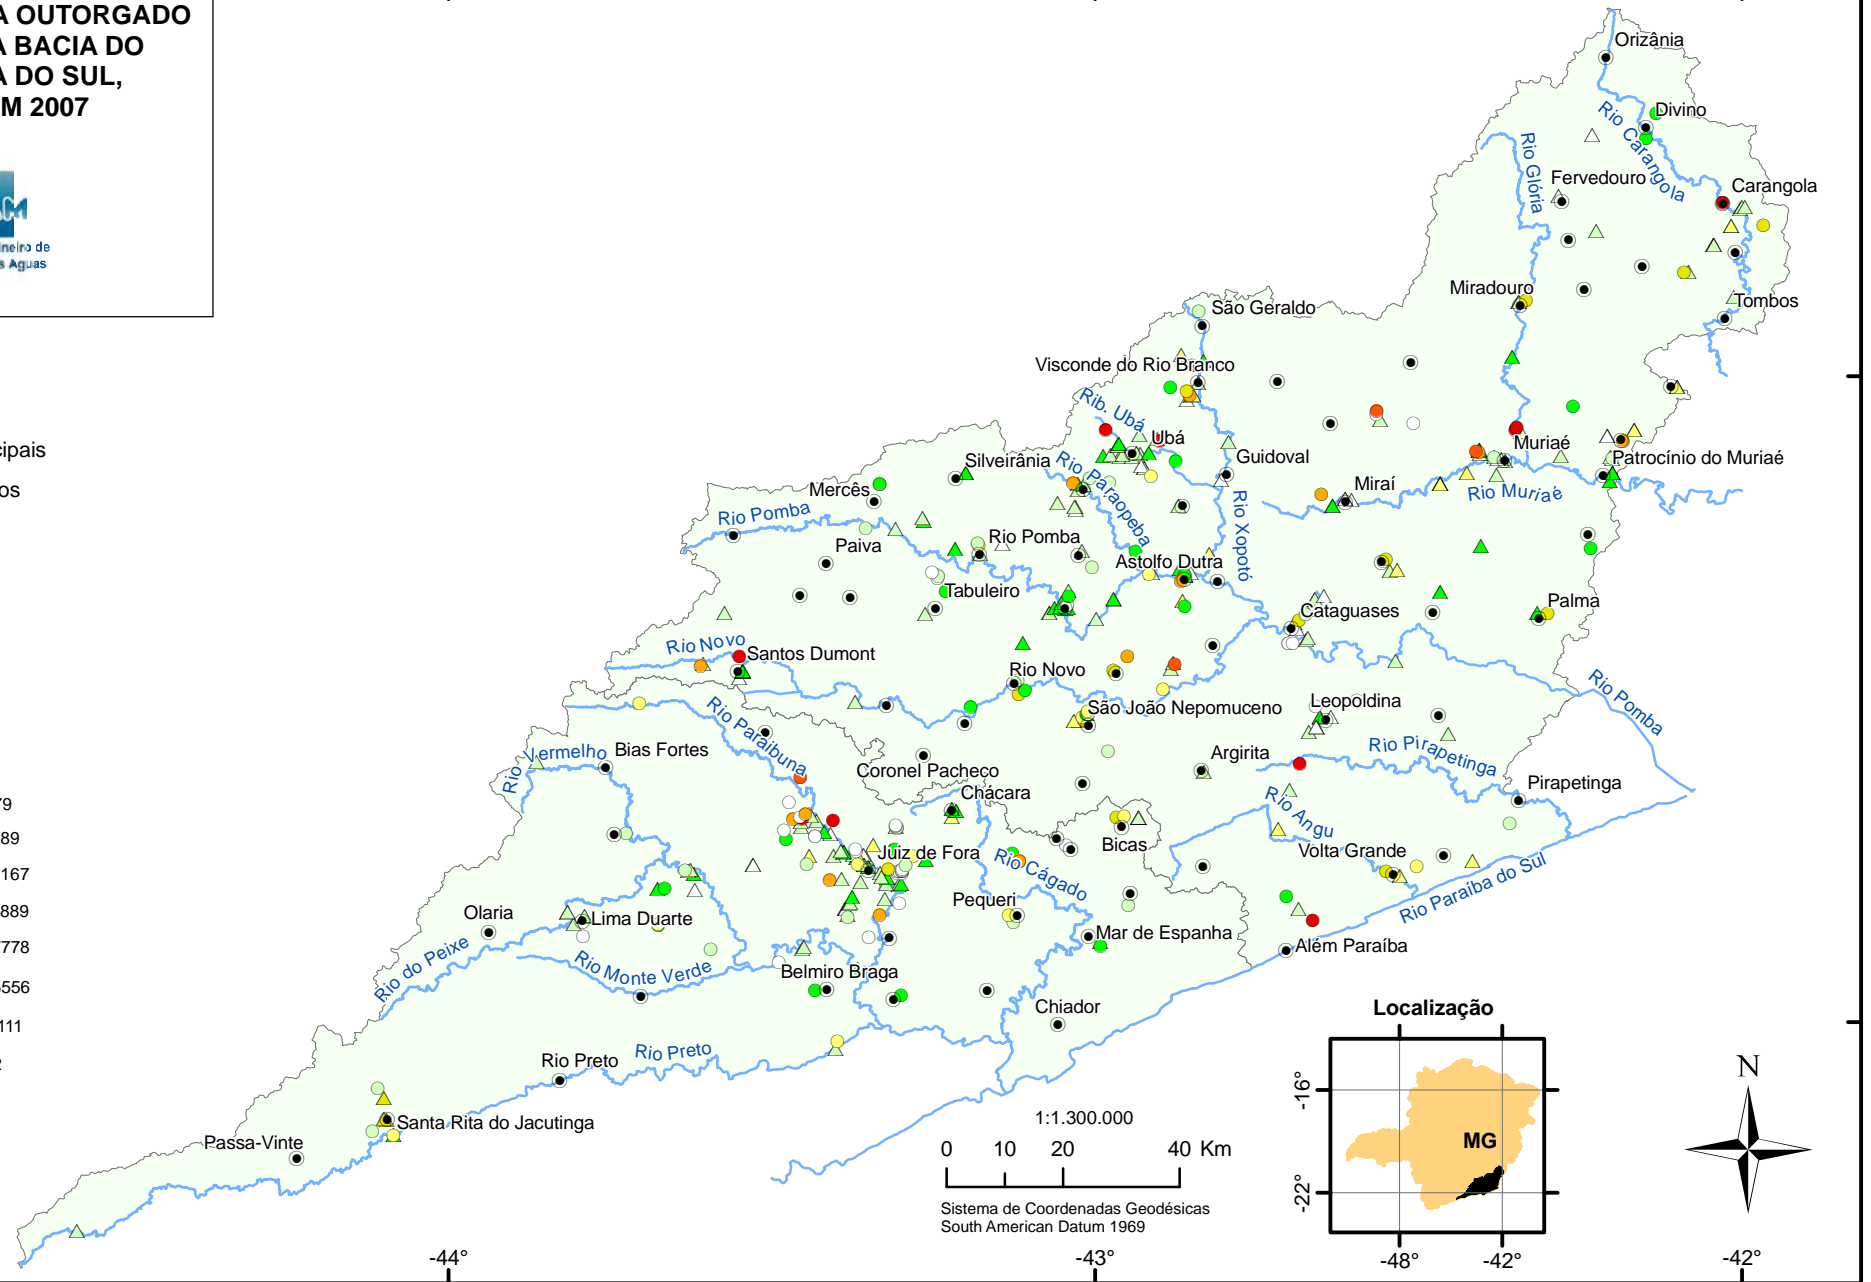 A OUTORGADO
A BACIA DO
A DO SUL,
M 2007
neiro de
s Aguas
cipais
os
79
89
167
889
7778
5556
111
2
Orizânia
Divino
Rio Carangola
Rio Glória
Fervedouro
Carangola
Miradouro
Tombos
São Geraldo
Visconde do Rio Branco
Rib. Ubá
Ubá
Muriaé
Guidoval
Patrocínio do Muriaé
Silveirânia
Rio Paraopeba
Mercês
Miraí
Rio Muriaé
Rio Xopotó
Rio Pomba
Rio Pomba
Paiva
Astolfo Dutra
Tabuleiro
Cataguases
Palma
Rio Novo
Santos Dumont
Rio Novo
Rio Pomba
Leopoldina
São João Nepomuceno
Rio Paraibuna
Rio Vermelho
Bias Fortes
Argirita
Rio Pirapetinga
Coronel Pacheco
Chácara
Pirapetinga
Rio Angu
Bicas
Juiz de Fora
Volta Grande
Rio Cágado
Rio Paraíba do Sul
Pequeri
Olaria
Lima Duarte
Mar de Espanha
Além Paraíba
Rio do Peixe
Rio Monte Verde
Belmiro Braga
Chiador
Rio Preto
Rio Preto
Santa Rita do Jacutinga
Passa-Vinte
1:1.300.000
0 10 20 40 Km
Sistema de Coordenadas Geodésicas
South American Datum 1969
Localização
-16°
MG
-22°
-48° -42°
N
-44° -43° -42°